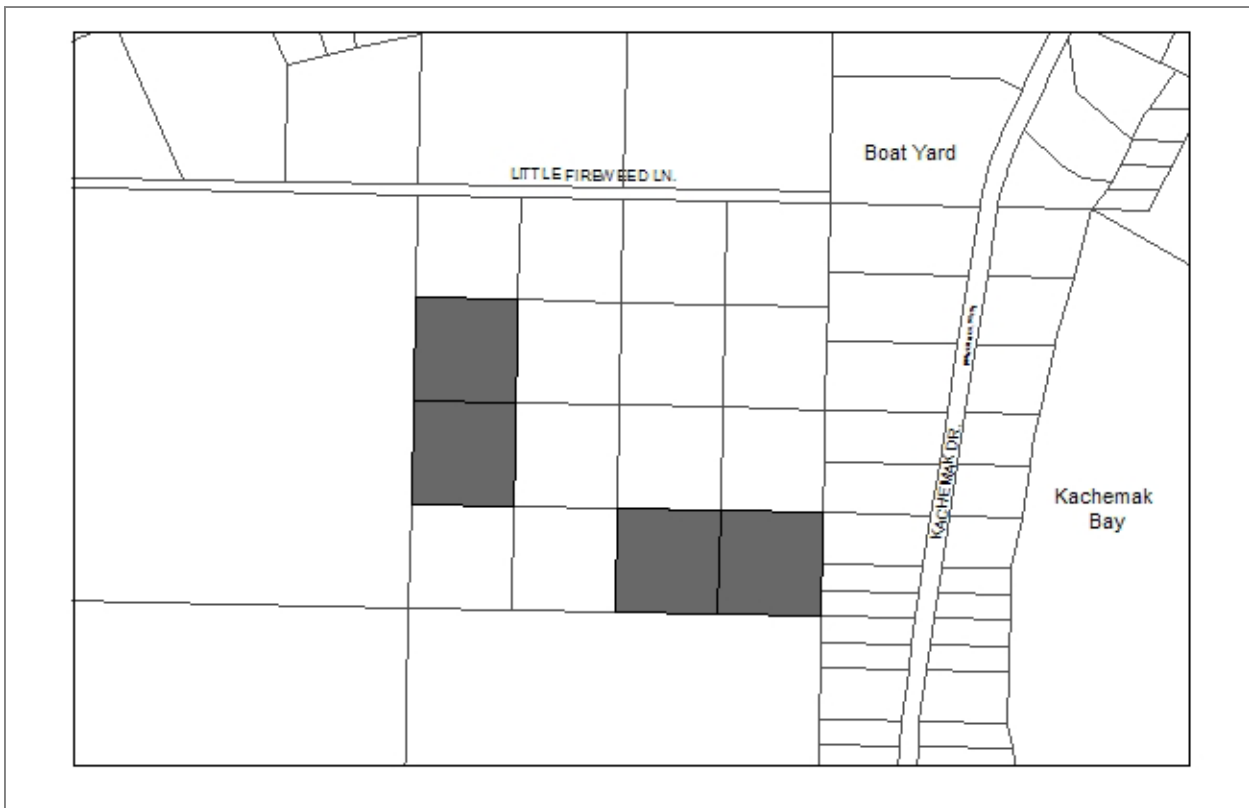 Boat Yard
LITTLE FIREWEED LN.
KACHEMAK DR.
Kachemak
Bay